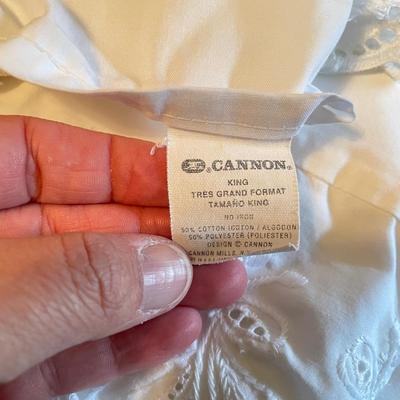 CANNON®
KING
TRÈS GRAND FORMAT
TAMAÑO KING
NO IRON
50% COTTON (COTON / ALGODON)
50% POLYESTER (POLIESTER)
DESIGN © CANNON
CANNON MILLS, N.Y.